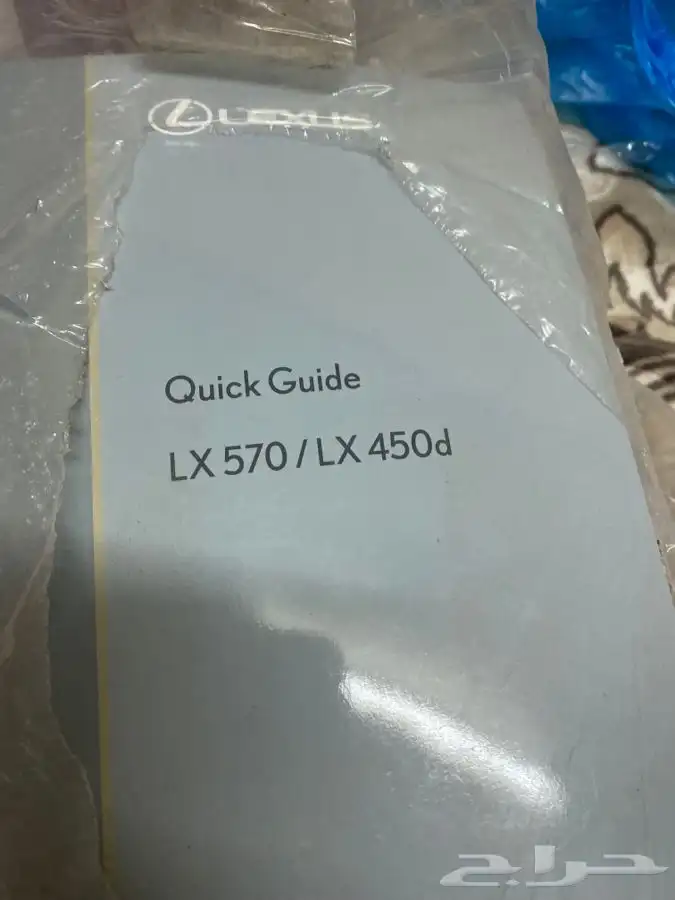 LEXUS
Quick Guide
LX 570 / LX 450d
حراج